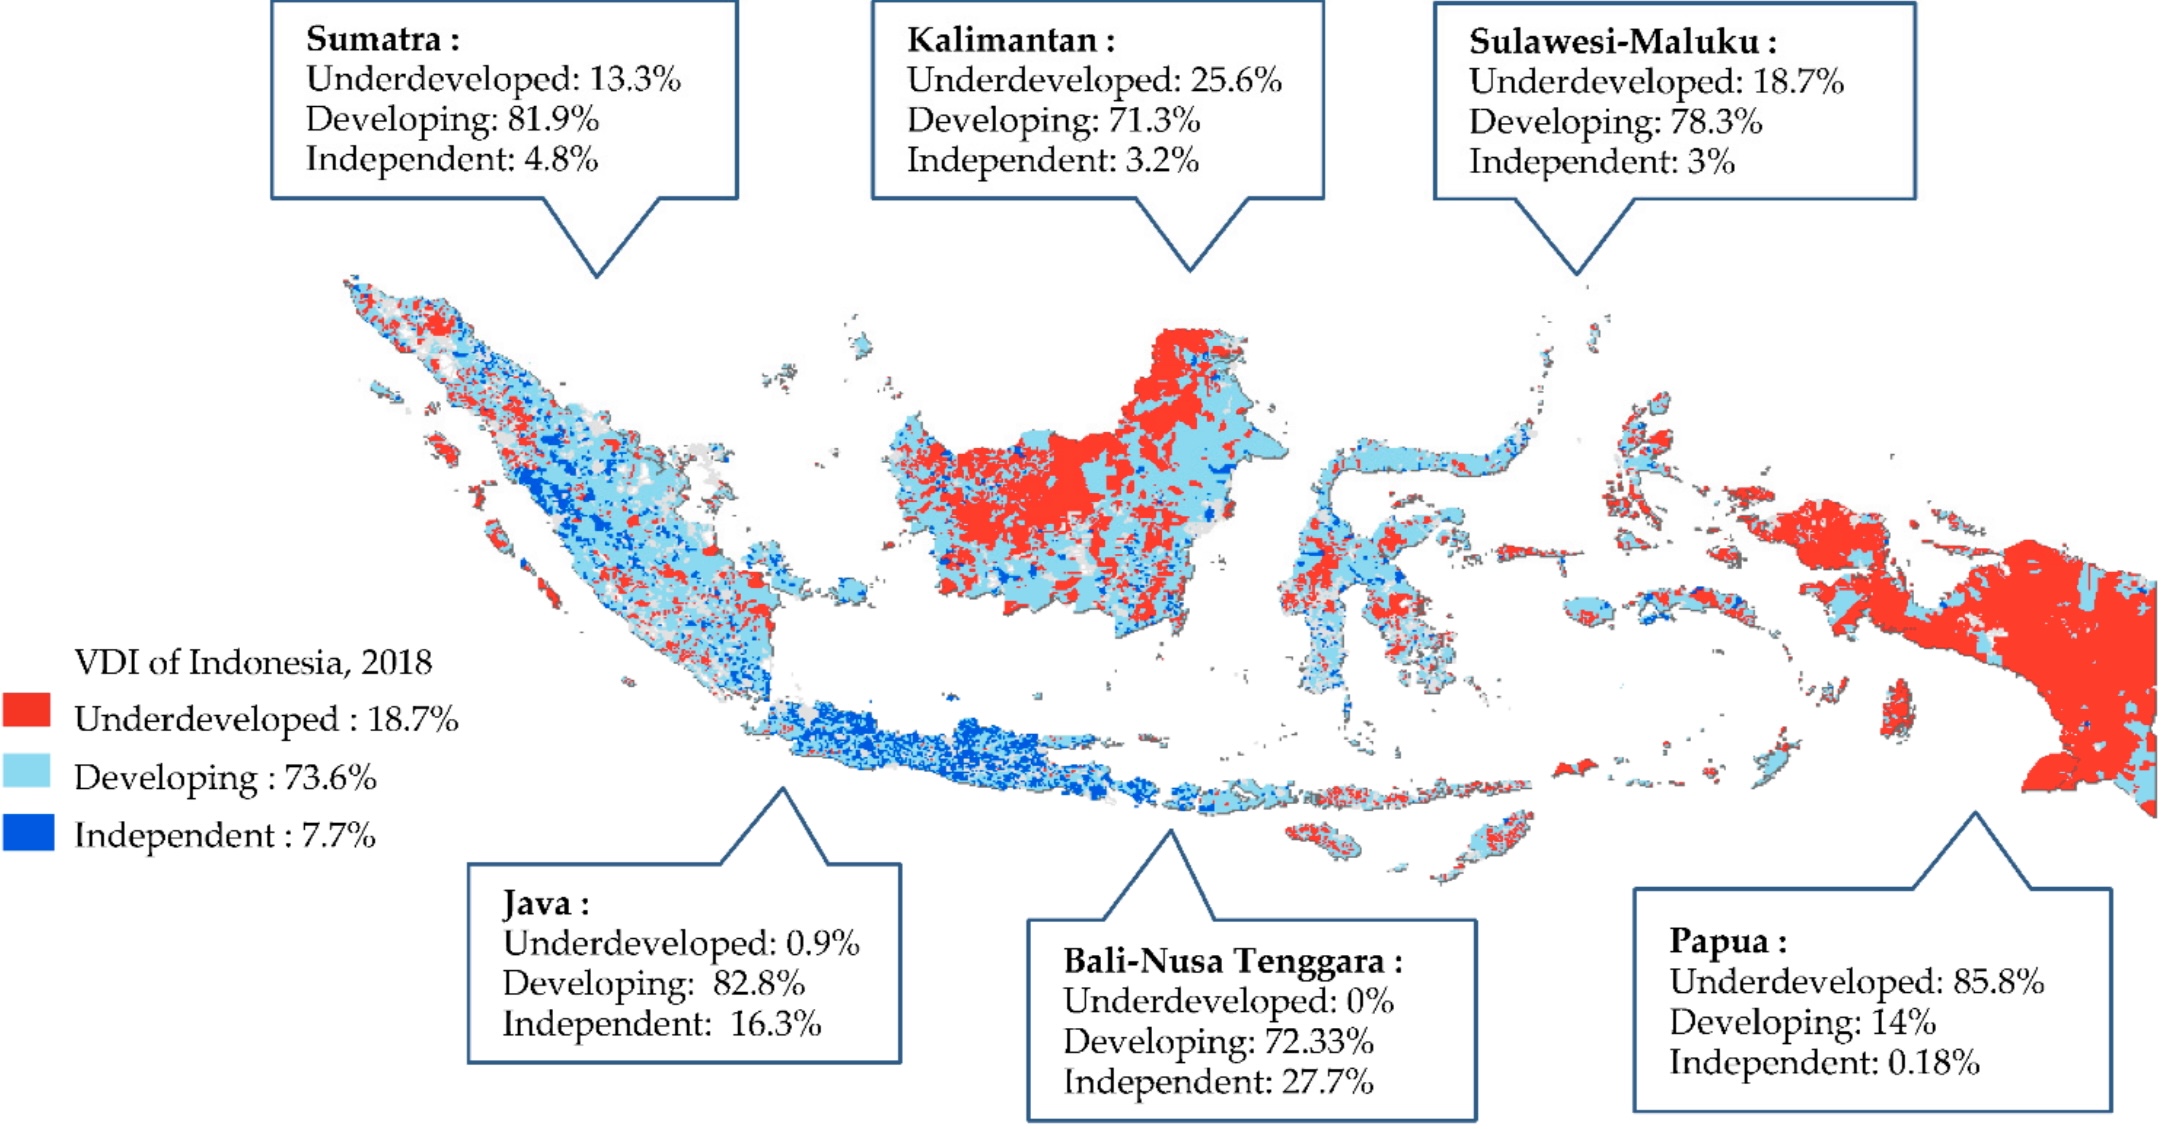 Sumatra :
Underdeveloped: 13.3%
Developing: 81.9%
Independent: 4.8%
Kalimantan :
Underdeveloped: 25.6%
Developing: 71.3%
Independent: 3.2%
Sulawesi-Maluku :
Underdeveloped: 18.7%
Developing: 78.3%
Independent: 3%
VDI of Indonesia, 2018
Underdeveloped : 18.7%
Developing : 73.6%
Independent : 7.7%
Java :
Underdeveloped: 0.9%
Developing: 82.8%
Independent: 16.3%
Bali-Nusa Tenggara :
Underdeveloped: 0%
Developing: 72.33%
Independent: 27.7%
Papua :
Underdeveloped: 85.8%
Developing: 14%
Independent: 0.18%